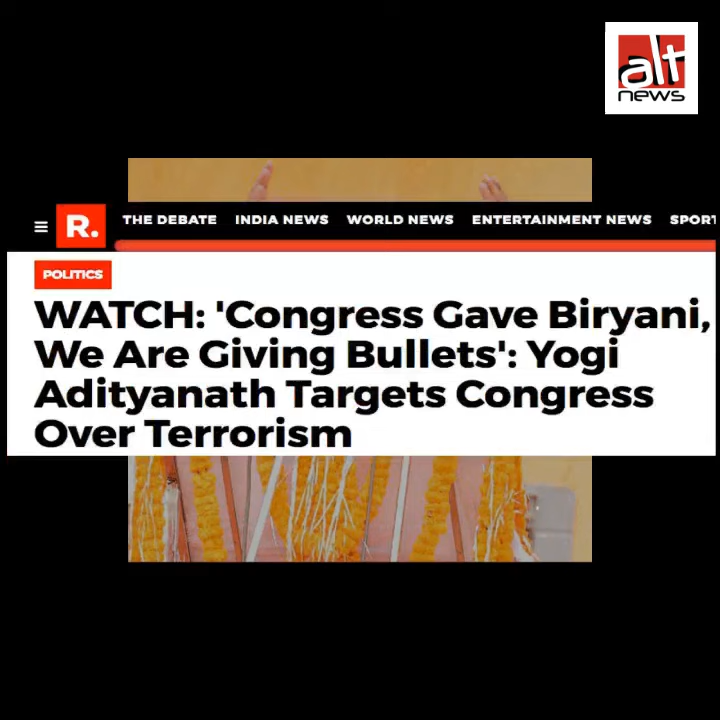 alt
news
R.
THE DEBATE INDIA NEWS WORLD NEWS ENTERTAINMENT NEWS SPORT
POLITICS
WATCH: 'Congress Gave Biryani,
We Are Giving Bullets': Yogi
Adityanath Targets Congress
Over Terrorism